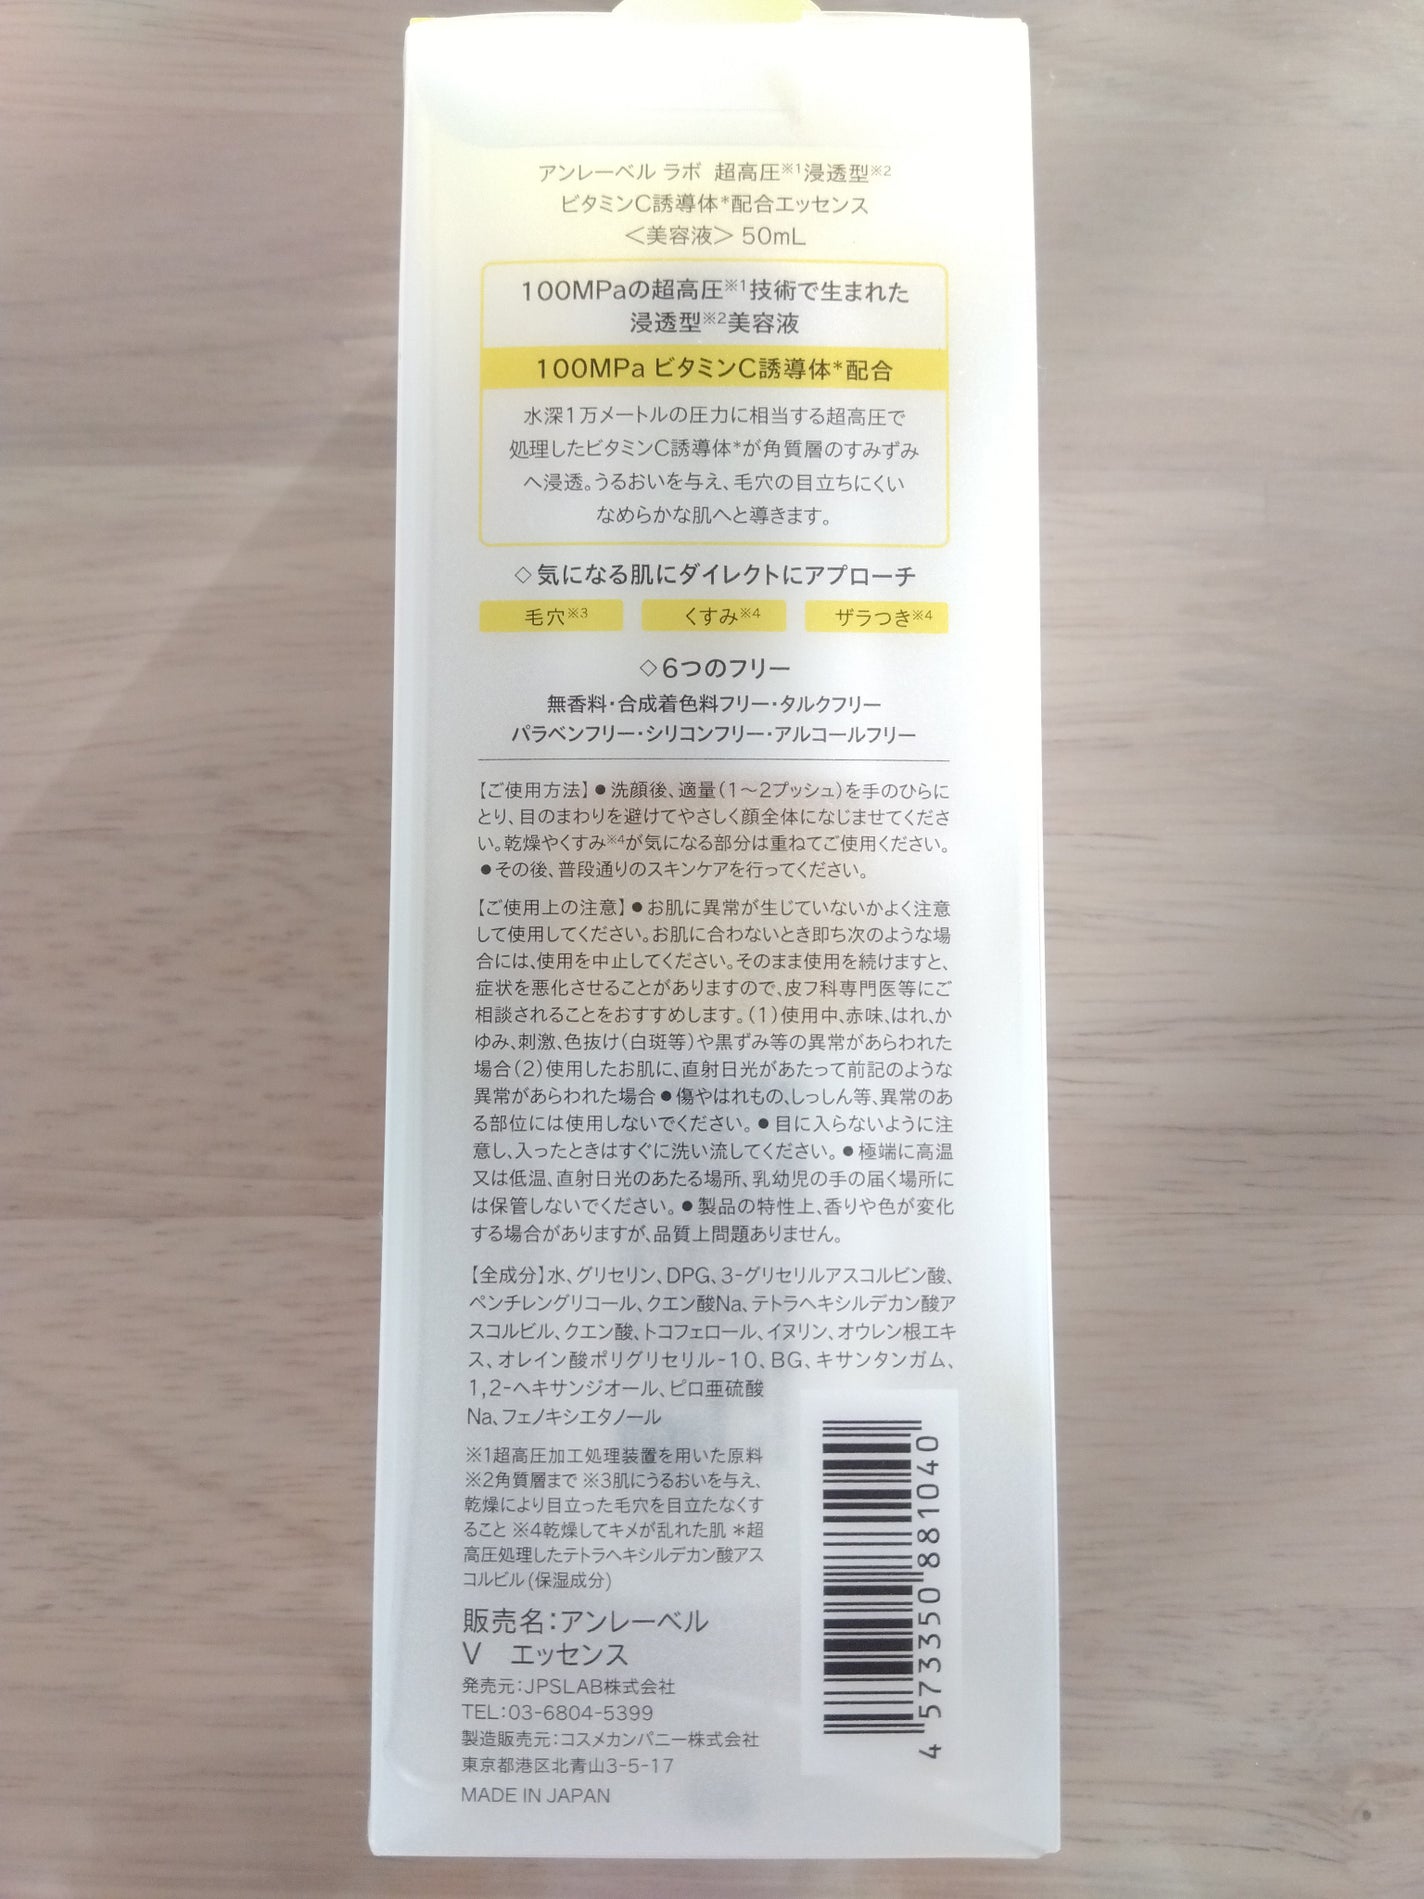 アンレーベル ラボ 超高圧※1浸透型※2
ビタミンC誘導体*配合エッセンス
＜美容液＞ 50mL
100MPaの超高圧※1技術で生まれた
浸透型※2美容液
100MPa ビタミンC誘導体*配合
水深1万メートルの圧力に相当する超高圧で
処理したビタミンC誘導体*が角質層のすみずみ
へ浸透。うるおいを与え、毛穴の目立ちにくい
なめらかな肌へと導きます。
◇気になる肌にダイレクトにアプローチ
毛穴※3 くすみ※4 ザラつき※4
◇6つのフリー
無香料・合成着色料フリー・タルクフリー
パラベンフリー・シリコンフリー・アルコールフリー
【ご使用方法】●洗顔後、適量（1～2プッシュ）を手のひらに
とり、目のまわりを避けてやさしく顔全体になじませてくださ
い。乾燥やくすみ※4が気になる部分は重ねてご使用ください。
●その後、普段通りのスキンケアを行ってください。
【ご使用上の注意】●お肌に異常が生じていないかよく注意
して使用してください。お肌に合わないとき即ち次のような場
合には、使用を中止してください。そのまま使用を続けますと、
症状を悪化させることがありますので、皮フ科専門医等にご
相談されることをおすすめします。（1）使用中、赤味、はれ、か
ゆみ、刺激、色抜け（白斑等）や黒ずみ等の異常があらわれた
場合（2）使用したお肌に、直射日光があたって前記のような
異常があらわれた場合●傷やはれもの、しっしん等、異常のあ
る部位には使用しないでください。●目に入らないように注
意し、入ったときはすぐに洗い流してください。●極端に高温
又は低温、直射日光のあたる場所、乳幼児の手の届く場所に
は保管しないでください。●製品の特性上、香りや色が変化
する場合がありますが、品質上問題ありません。
【全成分】水、グリセリン、DPG、3-グリセリルアスコルビン酸、
ペンチレングリコール、クエン酸Na、テトラヘキシルデカン酸ア
スコルビル、クエン酸、トコフェロール、イヌリン、オウレン根エキ
ス、オレイン酸ポリグリセリル-10、BG、キサンタンガム、
1,2-ヘキサンジオール、ピロ亜硫酸
Na、フェノキシエタノール
※1超高圧加工処理装置を用いた原料
※2角質層まで ※3肌にうるおいを与え、
乾燥により目立った毛穴を目立たなくす
ること ※4乾燥してキメが乱れた肌 *超
高圧処理したテトラヘキシルデカン酸アス
コルビル(保湿成分)
販売名：アンレーベル
V エッセンス
発売元：JPSLAB株式会社
TEL：03-6804-5399
製造販売元：コスメカンパニー株式会社
東京都港区北青山3-5-17
MADE IN JAPAN
4 573350 881040